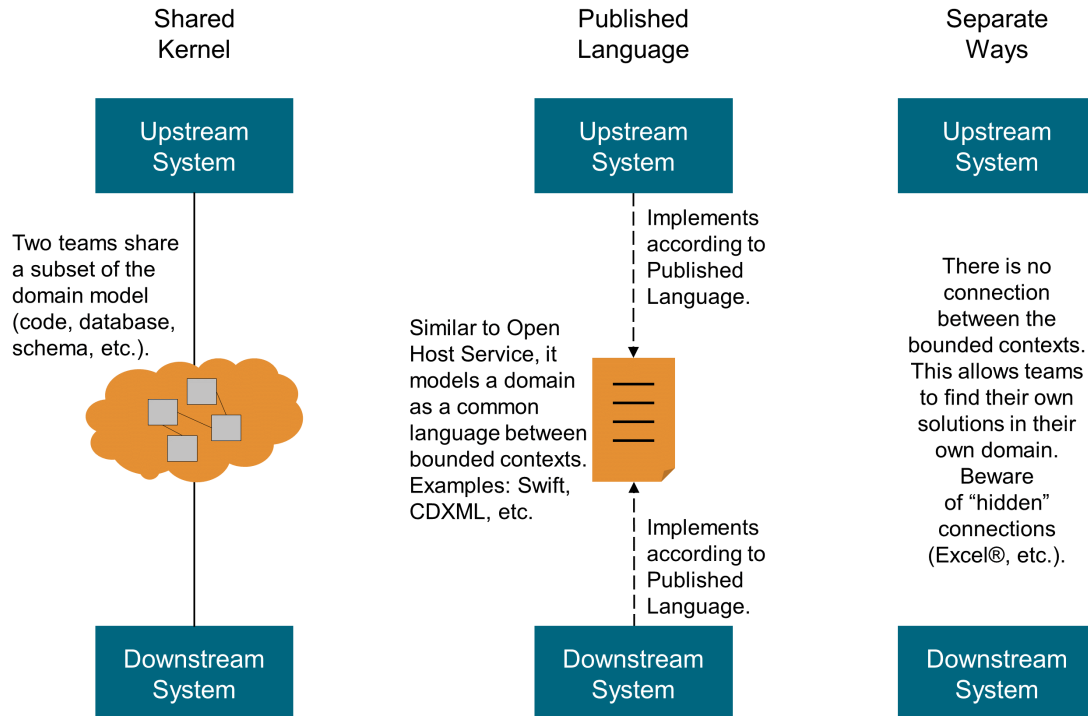 Shared
Kernel
Upstream
System
Two teams share
a subset of the
domain model
(code, database,
schema, etc.).
Downstream
System
Published
Language
Upstream
System
Implements
according to
Published
Language.
Similar to Open
Host Service, it
models a domain
as a common
language between
bounded contexts.
Examples: Swift,
CDXML, etc.
Implements
according to
Published
Language.
Downstream
System
Separate
Ways
Upstream
System
There is no
connection
between the
bounded contexts.
This allows teams
to find their own
solutions in their
own domain.
Beware
of “hidden”
connections
(Excel®, etc.).
Downstream
System